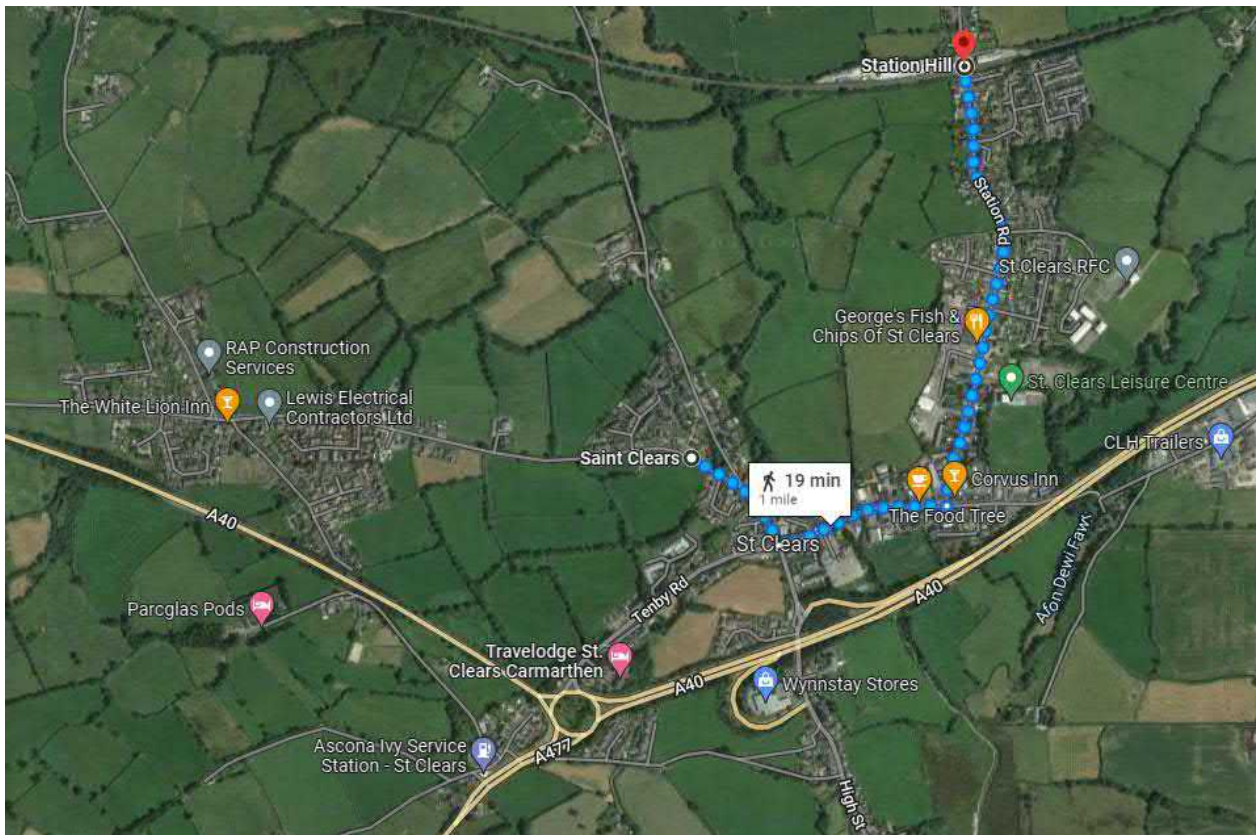 Station Hill
Station Rd
St Clears RFC
George's Fish &
Chips Of St Clears
RAP Construction
Services
St. Clears Leisure Centre
The White Lion Inn
Lewis Electrical
Contractors Ltd
CLH Trailers
Saint Clears
19 min
1 mile
Corvus Inn
The Food Tree
A40
St Clears
Afon Dewi Fawr
A40
Tenby Rd
Parcglas Pods
Travelodge St.
Clears Carmarthen
A40
Wynnstay Stores
Ascona Ivy Service
Station - St Clears
A477
High St